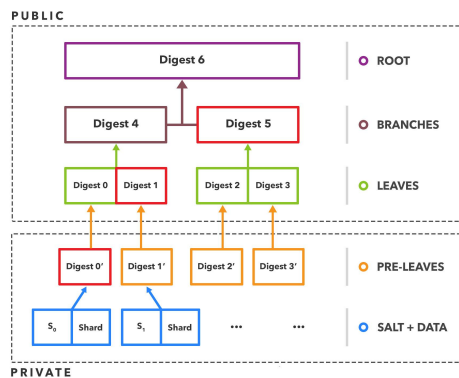 PUBLIC
Digest 6
ROOT
Digest 4
Digest 5
BRANCHES
Digest 0
Digest 1
Digest 2
Digest 3
LEAVES
Digest 0'
Digest 1'
Digest 2'
Digest 3'
PRE-LEAVES
S₀
Shard
S₁
Shard
...
...
SALT + DATA
PRIVATE